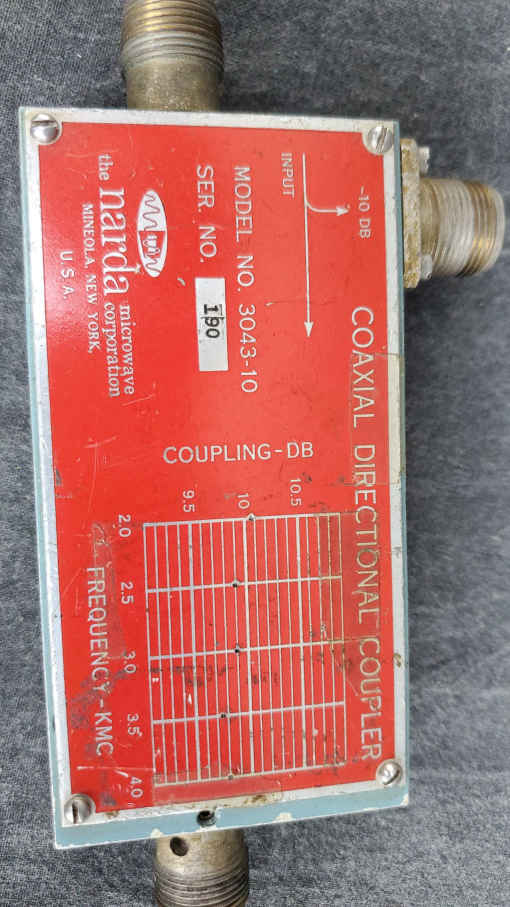 COAXIAL DIRECTIONAL COUPLER
-10 DB
INPUT
MODEL NO. 3043-10
SER. NO. 190
the narda microwave corporation
MINEOLA, NEW YORK,
U.S.A.
COUPLING-DB
10.5
10
9.5
2.0 2.5 3.0 3.5 4.0
FREQUENCY-KMC